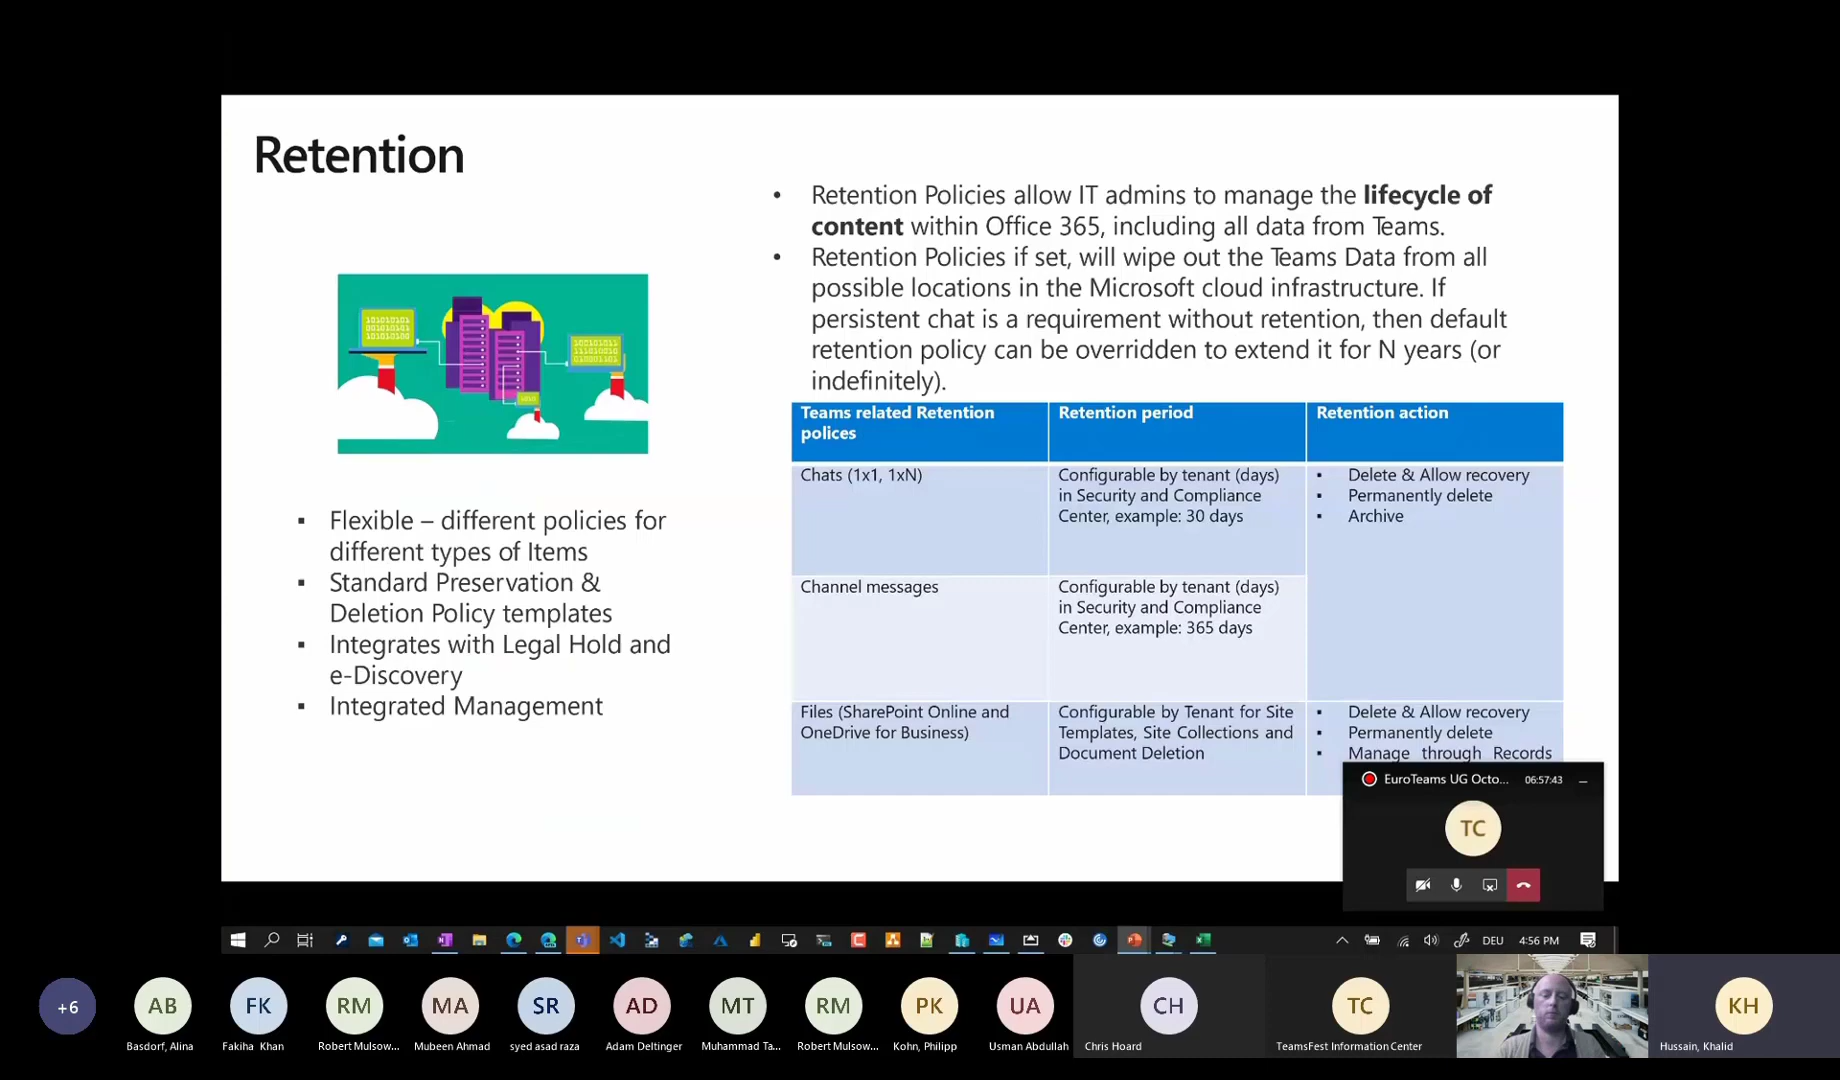 Retention
• Retention Policies allow IT admins to manage the lifecycle of
content within Office 365, including all data from Teams.
• Retention Policies if set, will wipe out the Teams Data from all
possible locations in the Microsoft cloud infrastructure. If
persistent chat is a requirement without retention, then default
retention policy can be overridden to extend it for N years (or
indefinitely).
▪ Flexible – different policies for
different types of Items
▪ Standard Preservation &
Deletion Policy templates
▪ Integrates with Legal Hold and
e-Discovery
▪ Integrated Management
Teams related Retention
polices
Retention period
Retention action
Chats (1x1, 1xN)
Configurable by tenant (days)
in Security and Compliance
Center, example: 30 days
• Delete & Allow recovery
• Permanently delete
• Archive
Channel messages
Configurable by tenant (days)
in Security and Compliance
Center, example: 365 days
Files (SharePoint Online and
OneDrive for Business)
Configurable by Tenant for Site
Templates, Site Collections and
Document Deletion
• Delete & Allow recovery
• Permanently delete
• Manage through Records
EuroTeams UG Octo... 06:57:43
TC
DEU 4:56 PM
+6
AB
FK
RM
MA
SR
AD
MT
RM
PK
UA
CH
TC
KH
Basdorf, Alina
Fakiha Khan
Robert Mulsow...
Mubeen Ahmad
syed asad raza
Adam Deltinger
Muhammad Ta...
Robert Mulsow...
Kohn, Philipp
Usman Abdullah
Chris Hoard
TeamsFest Information Center
Hussain, Khalid